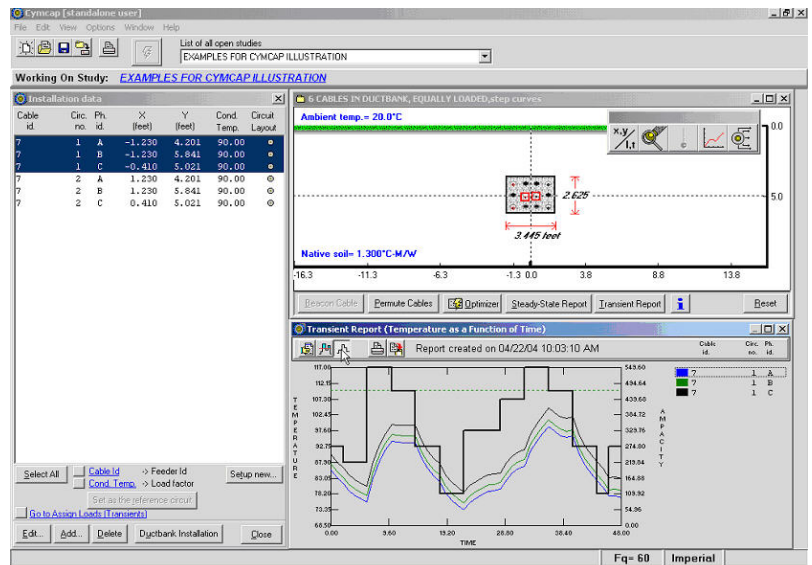 Cymcap [standalone user]
File Edit View Options Window Help
List of all open studies
EXAMPLES FOR CYMCAP ILLUSTRATION
Working On Study: EXAMPLES FOR CYMCAP ILLUSTRATION
Installation data
Cable id. Circ. no. Ph. id. X (feet) Y (feet) Cond. Temp. Circuit Layout
7 1 A -1.230 4.201 90.00
7 1 B -1.230 5.841 90.00
7 1 C -0.410 5.021 90.00
7 2 A 1.230 4.201 90.00
7 2 B 1.230 5.841 90.00
7 2 C 0.410 5.021 90.00
Select All
Cable Id -> Feeder Id
Cond. Temp. -> Load factor
Setup new...
Set as the reference circuit
Go to Assign Loads (Transients)
Edit... Add... Delete Ductbank Installation Close
6 CABLES IN DUCTBANK, EQUALLY LOADED,step curves
Ambient temp.= 20.0°C
x,y
I,t
0.0
2.625
5.0
3.445 feet
Native soil= 1.300°C-M/W
-16.3 -11.3 -6.3 -1.3 0.0 3.8 8.8 13.8
Beacon Cable Permute Cables Optimizer Steady-State Report Transient Report Reset
Transient Report (Temperature as a Function of Time)
Report created on 04/22/04 10:03:10 AM
Cable id. Circ. no. Ph. id.
7 1 A
7 1 B
7 1 C
TEMPERATURE
117.00
112.15
107.30
102.45
97.60
92.75
87.90
83.05
78.20
73.35
68.50
549.60
494.64
439.68
384.72
329.76
274.80
219.84
164.88
109.92
54.96
0.00
AMPACITY
0.00 9.60 19.20 28.80 38.40 48.00
TIME
Fq= 60 Imperial